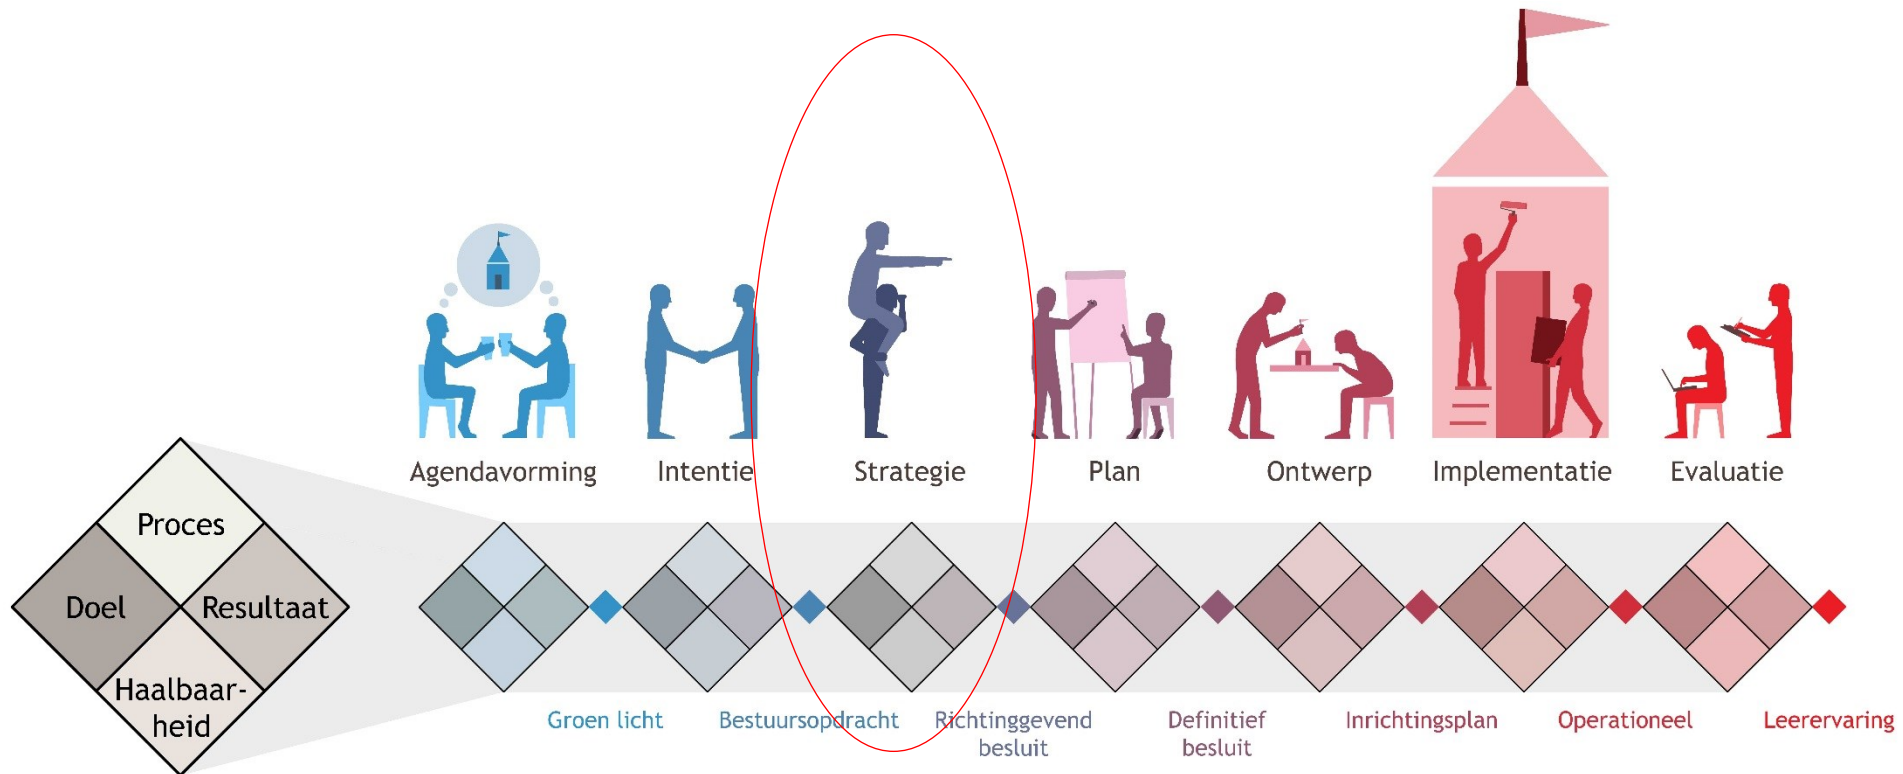 Agendavorming
Intentie
Strategie
Plan
Ontwerp
Implementatie
Evaluatie
Proces
Doel
Resultaat
Haalbaar-
heid
Groen licht
Bestuursopdracht
Richtinggevend
besluit
Definitief
besluit
Inrichtingsplan
Operationeel
Leerervaring